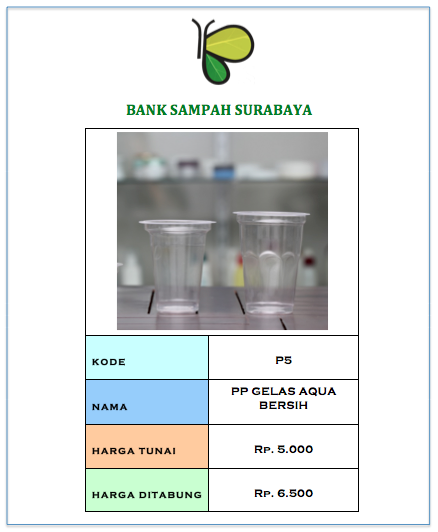 BANK SAMPAH SURABAYA
KODE P5
NAMA PP GELAS AQUA
BERSIH
HARGA TUNAI Rp. 5.000
HARGA DITABUNG Rp. 6.500